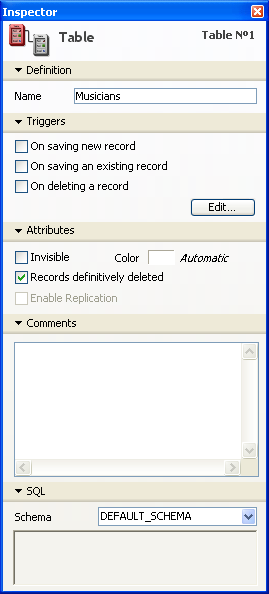 Inspector
Table
Table Nº1
Definition
Name Musicians
Triggers
On saving new record
On saving an existing record
On deleting a record
Edit...
Attributes
Invisible Color Automatic
Records definitively deleted
Enable Replication
Comments
SQL
Schema DEFAULT_SCHEMA